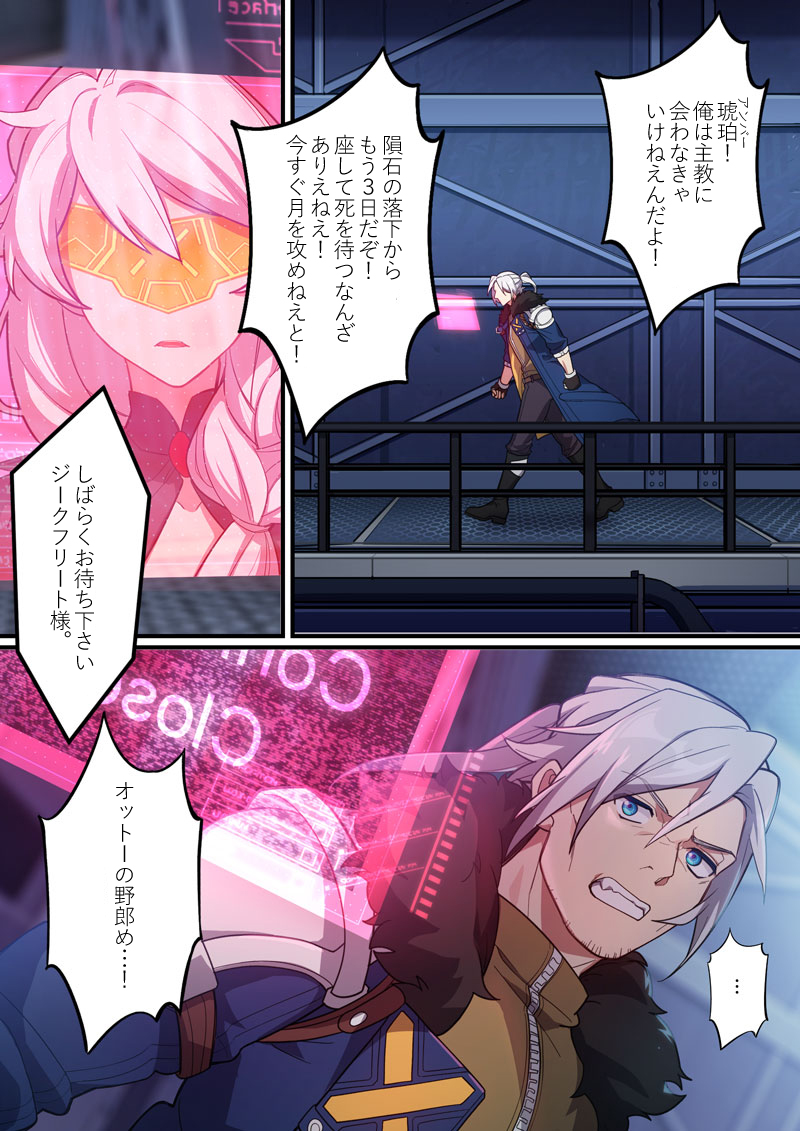 琥珀！
アンバー
俺は主教に
会わなきゃ
いけねえんだよ！
隕石の落下から
もう3日だぞ！
座して死を待つなんざ
ありえねえ！
今すぐ月を攻めねえと！
しばらくお待ち下さい
ジークフリート様。
オットーの野郎め…！
…